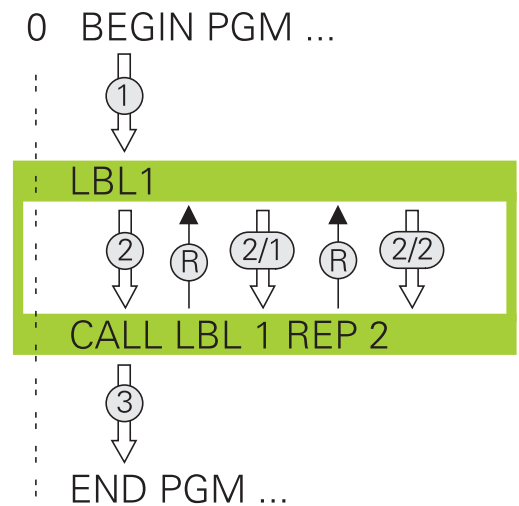 0 BEGIN PGM ...
1
LBL1
2 R 2/1 R 2/2
CALL LBL 1 REP 2
3
END PGM ...